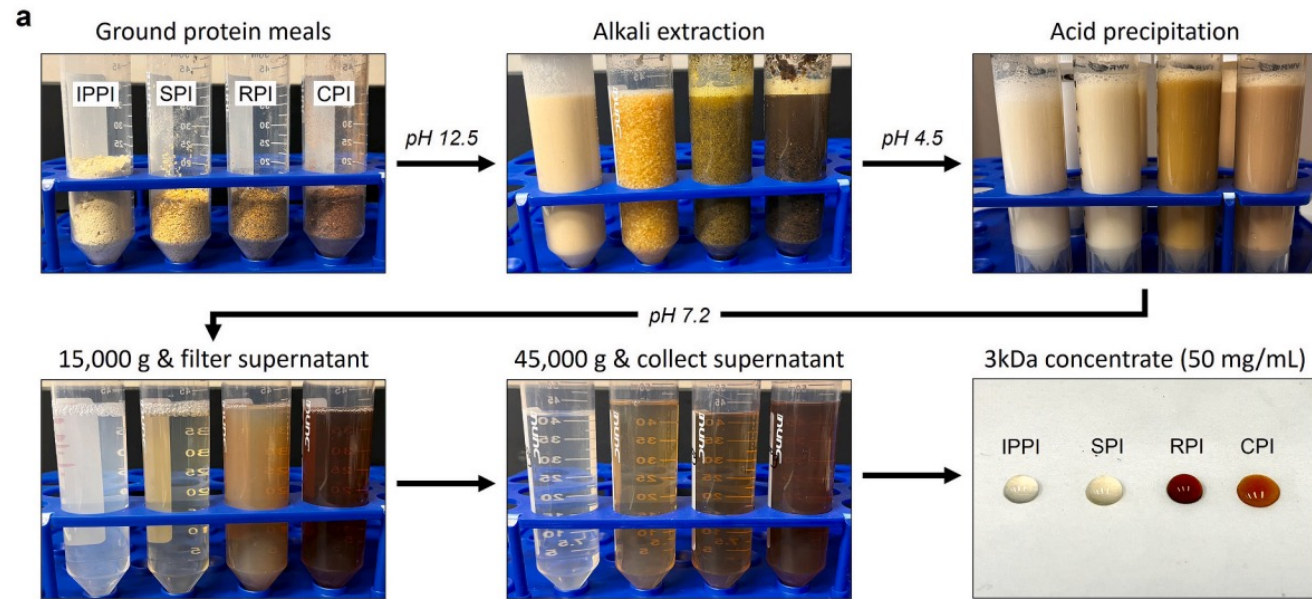 a
Ground protein meals
Alkali extraction
Acid precipitation
IPPI SPI RPI CPI
pH 12.5
pH 4.5
pH 7.2
15,000 g & filter supernatant
45,000 g & collect supernatant
3kDa concentrate (50 mg/mL)
IPPI SPI RPI CPI